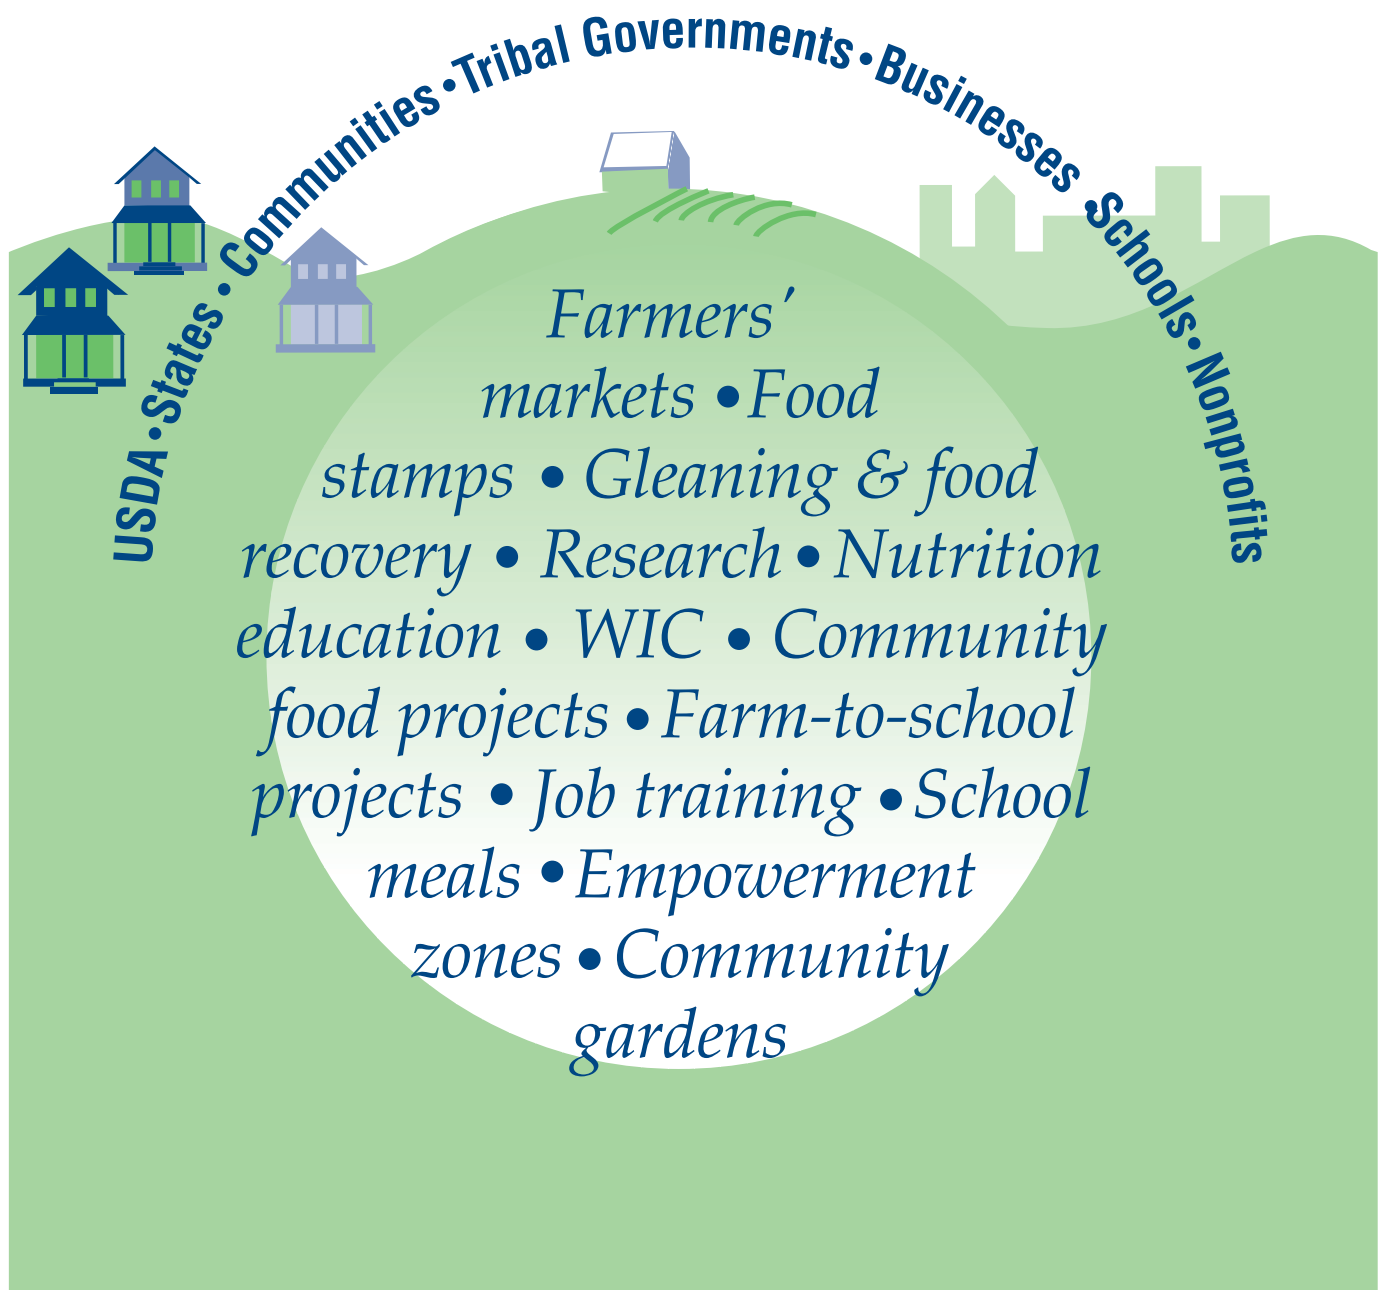 USDA • States • Communities • Tribal Governments • Businesses • Schools • Nonprofits
Farmers’
markets • Food
stamps • Gleaning & food
recovery • Research • Nutrition
education • WIC • Community
food projects • Farm-to-school
projects • Job training • School
meals • Empowerment
zones • Community
gardens